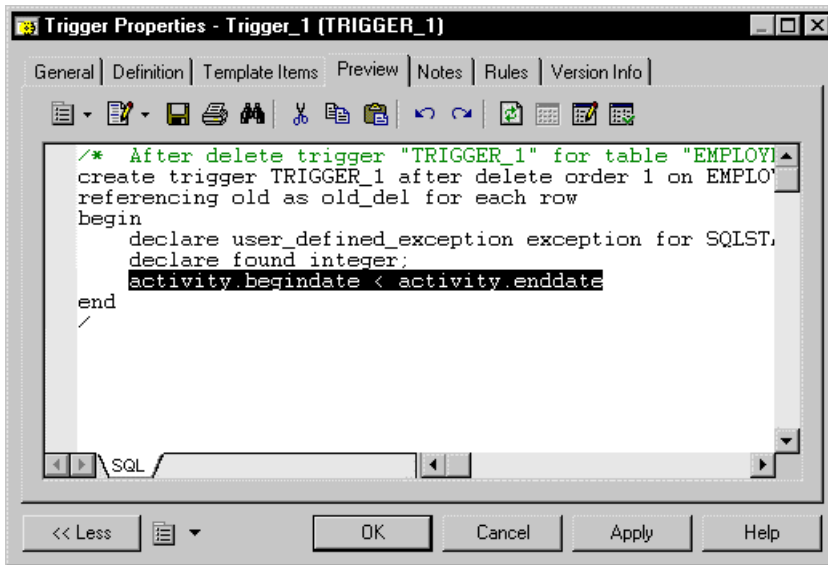 Trigger Properties - Trigger_1 (TRIGGER_1)
General Definition Template Items Preview Notes Rules Version Info
/* After delete trigger "TRIGGER_1" for table "EMPLOY
create trigger TRIGGER_1 after delete order 1 on EMPLOY
referencing old as old_del for each row
begin
declare user_defined_exception exception for SQLST
declare found integer;
activity.begindate < activity.enddate
end
/
SQL
<< Less OK Cancel Apply Help